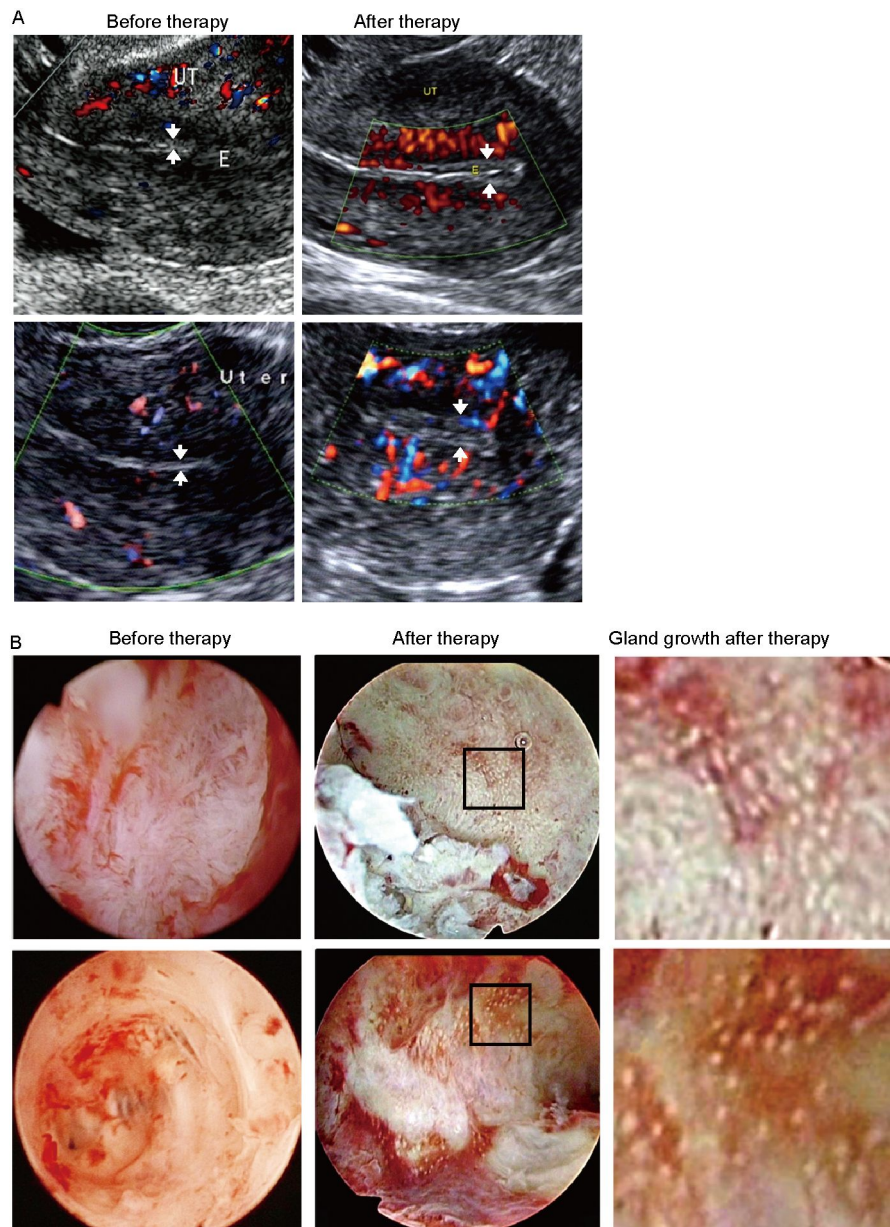 A
Before therapy After therapy
UT
E
UT
E
Uter
B
Before therapy After therapy Gland growth after therapy